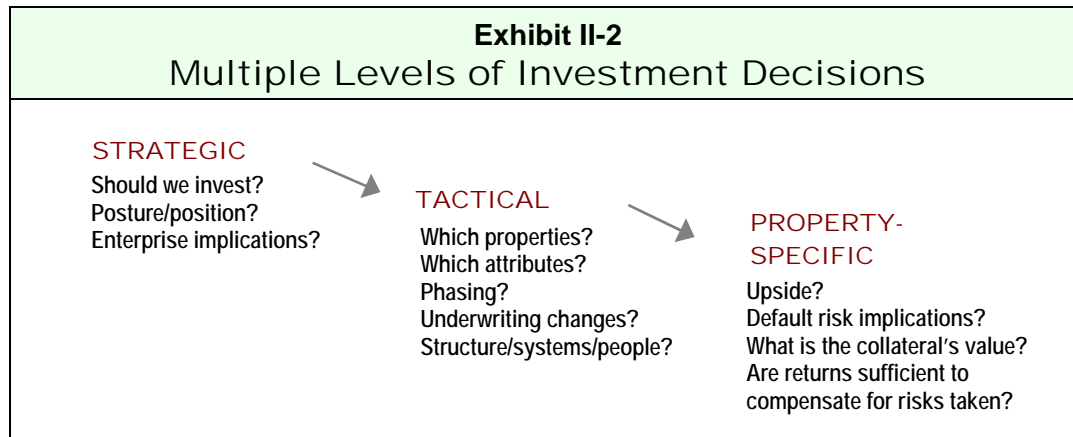 Exhibit II-2
Multiple Levels of Investment Decisions
STRATEGIC
Should we invest?
Posture/position?
Enterprise implications?
TACTICAL
Which properties?
Which attributes?
Phasing?
Underwriting changes?
Structure/systems/people?
PROPERTY-
SPECIFIC
Upside?
Default risk implications?
What is the collateral's value?
Are returns sufficient to
compensate for risks taken?